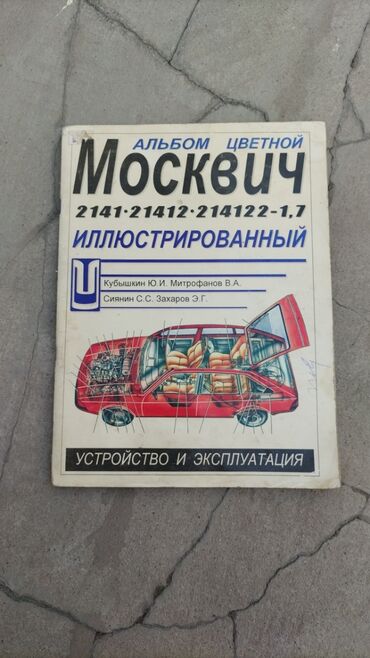 АЛЬБОМ ЦВЕТНОЙ
МОСКВИЧ
2141·21412·214122-1,7
ИЛЛЮСТРИРОВАННЫЙ
Кубышкин Ю.И. Митрофанов В.А.
Сиянин С.С. Захаров Э.Г.
УСТРОЙСТВО И ЭКСПЛУАТАЦИЯ